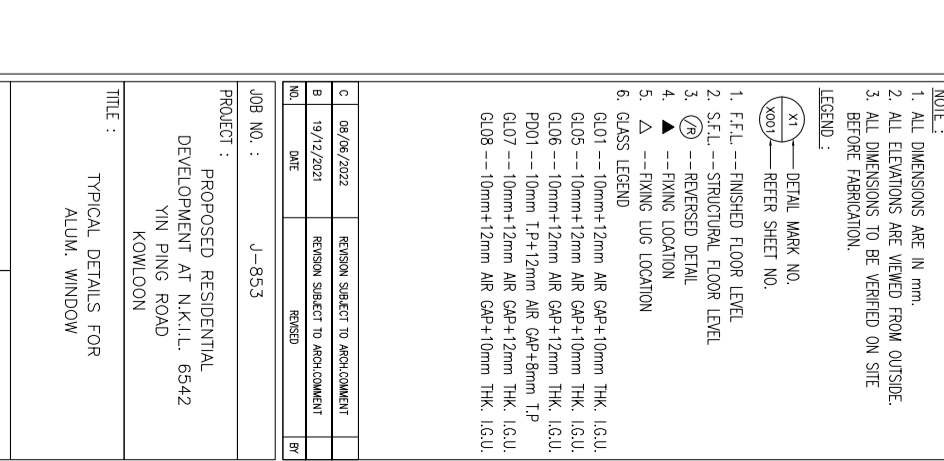 NOTE :
1. ALL DIMENSIONS ARE IN mm.
2. ALL ELEVATIONS ARE VIEWED FROM OUTSIDE.
3. ALL DIMENSIONS TO BE VERIFIED ON SITE
BEFORE FABRICATION.
LEGEND :
X1 DETAIL MARK NO.
X001 REFER SHEET NO.
1. F.F.L. ---FINISHED FLOOR LEVEL
2. S.F.L. ---STRUCTURAL FLOOR LEVEL
3. /R ---REVERSED DETAIL
4. ▲ ---FIXING LOCATION
5. △ ---FIXING LUG LOCATION
6. GLASS LEGEND
GL01 ---10mm+12mm AIR GAP+10mm THK. I.G.U.
GL05 ---10mm+12mm AIR GAP+10mm THK. I.G.U.
GL06 ---10mm+12mm AIR GAP+12mm THK. I.G.U.
PD01 ---10mm T.P+12mm AIR GAP+8mm T.P
GL07 ---10mm+12mm AIR GAP+12mm THK. I.G.U.
GL08 ---10mm+12mm AIR GAP+10mm THK. I.G.U.
C 08/06/2022 REVISION SUBJECT TO ARCH.COMMENT
B 19/12/2021 REVISION SUBJECT TO ARCH.COMMENT
NO. DATE REVISED BY
JOB NO. : J-853
PROJECT :
PROPOSED RESIDENTIAL
DEVELOPMENT AT N.K.I.L. 6542
YIN PING ROAD
KOWLOON
TITLE :
TYPICAL DETAILS FOR
ALUM. WINDOW